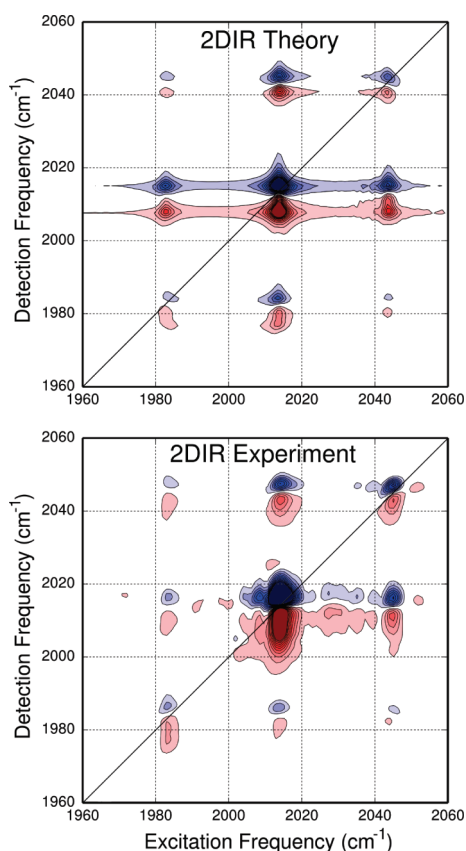 2DIR Theory
2060
2040
2020
2000
1980
1960
Detection Frequency (cm-1)
1960 1980 2000 2020 2040 2060
2DIR Experiment
2060
2040
2020
2000
1980
1960
Detection Frequency (cm-1)
1960 1980 2000 2020 2040 2060
Excitation Frequency (cm-1)